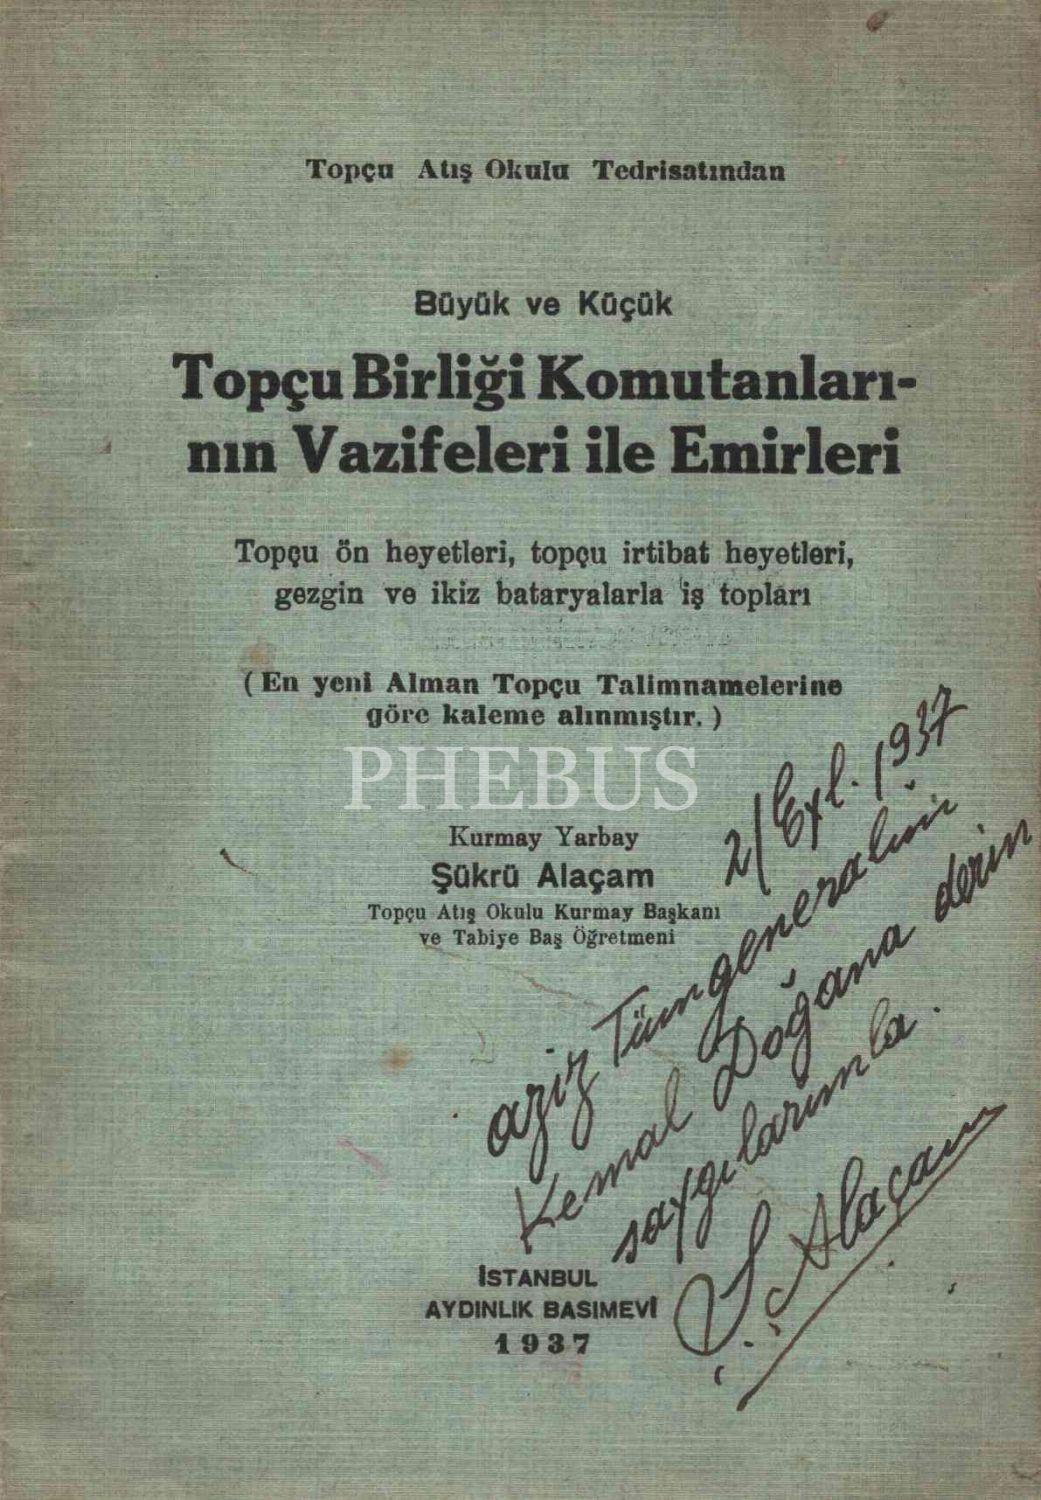 Topçu Atış Okulu Tedrisatından
Büyük ve Küçük
Topçu Birliği Komutanları-
nın Vazifeleri ile Emirleri
Topçu ön heyetleri, topçu irtibat heyetleri,
gezgin ve ikiz bataryalarla iş topları
( En yeni Alman Topçu Talimnamelerine
göre kaleme alınmıştır. )
PHEBUS
Kurmay Yarbay
Şükrü Alaçam
Topçu Atış Okulu Kurmay Başkanı
ve Tabiye Baş Öğretmeni
2/Eyl. 1937
aziz Tümgeneralim
Kemal Doğana derin
saygılarımla.
Ş. Alaçam
İSTANBUL
AYDINLIK BASIMEVİ
1937